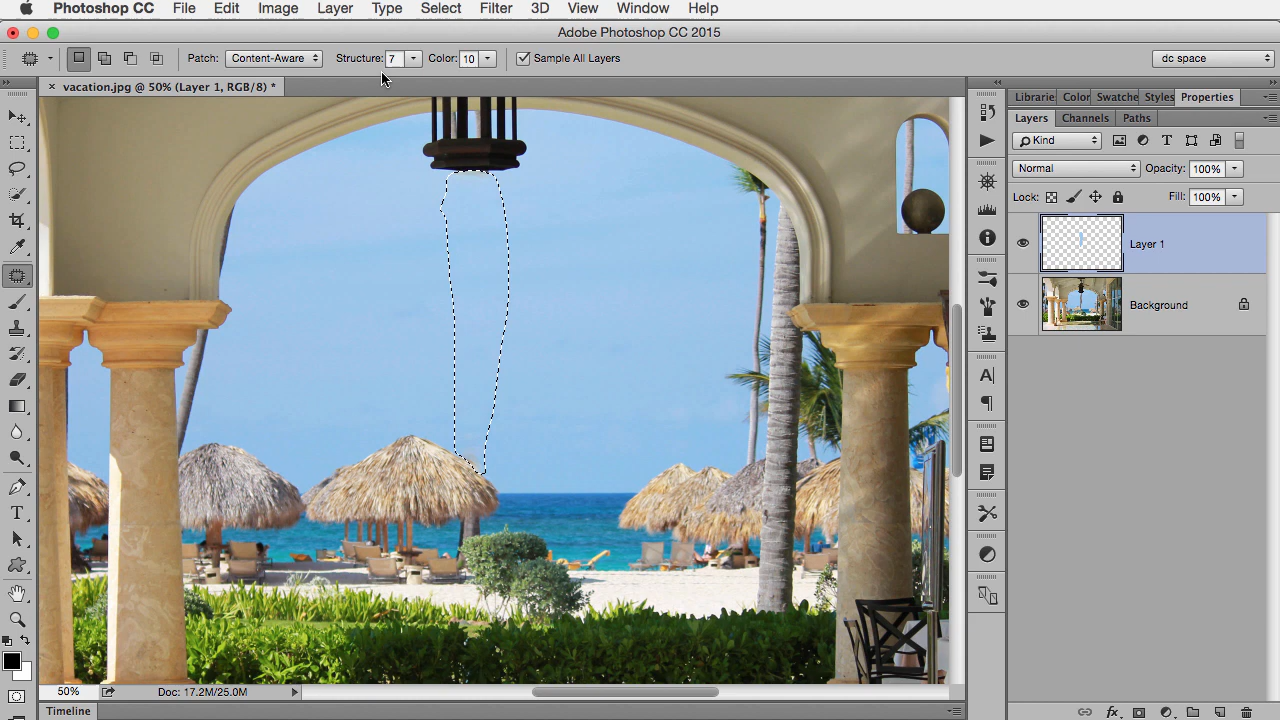 Photoshop CC File Edit Image Layer Type Select Filter 3D View Window Help
Adobe Photoshop CC 2015
Patch: Content-Aware Structure: 7 Color: 10 Sample All Layers dc space
× vacation.jpg @ 50% (Layer 1, RGB/8) *
Librarie Color Swatche Styles Properties
Layers Channels Paths
Kind
Normal Opacity: 100%
Lock: Fill: 100%
Layer 1
Background
50% Doc: 17.2M/25.0M
Timeline